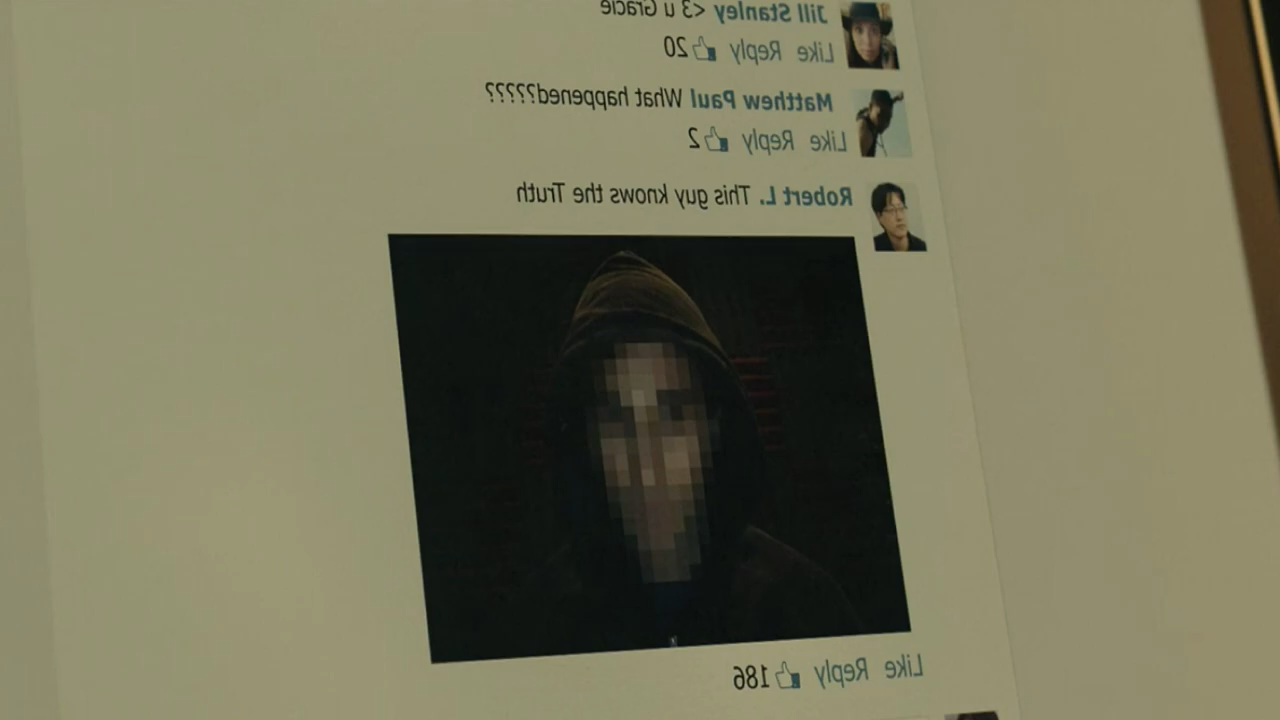 Jill Stanley <3 u Gracie
Like Reply 20
Matthew Paul What happened?????
Like Reply 2
Robert L. This guy knows the Truth
Like Reply 186